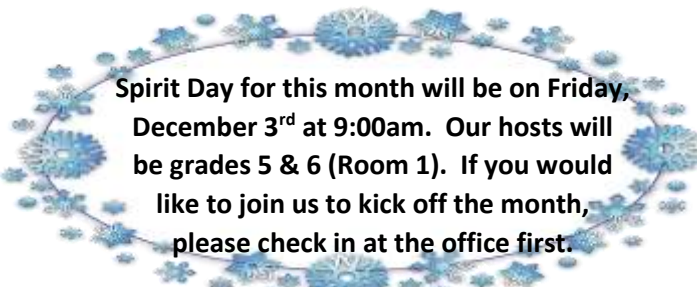 Spirit Day for this month will be on Friday,
December 3rd at 9:00am.  Our hosts will
be grades 5 & 6 (Room 1).  If you would
like to join us to kick off the month,
please check in at the office first.